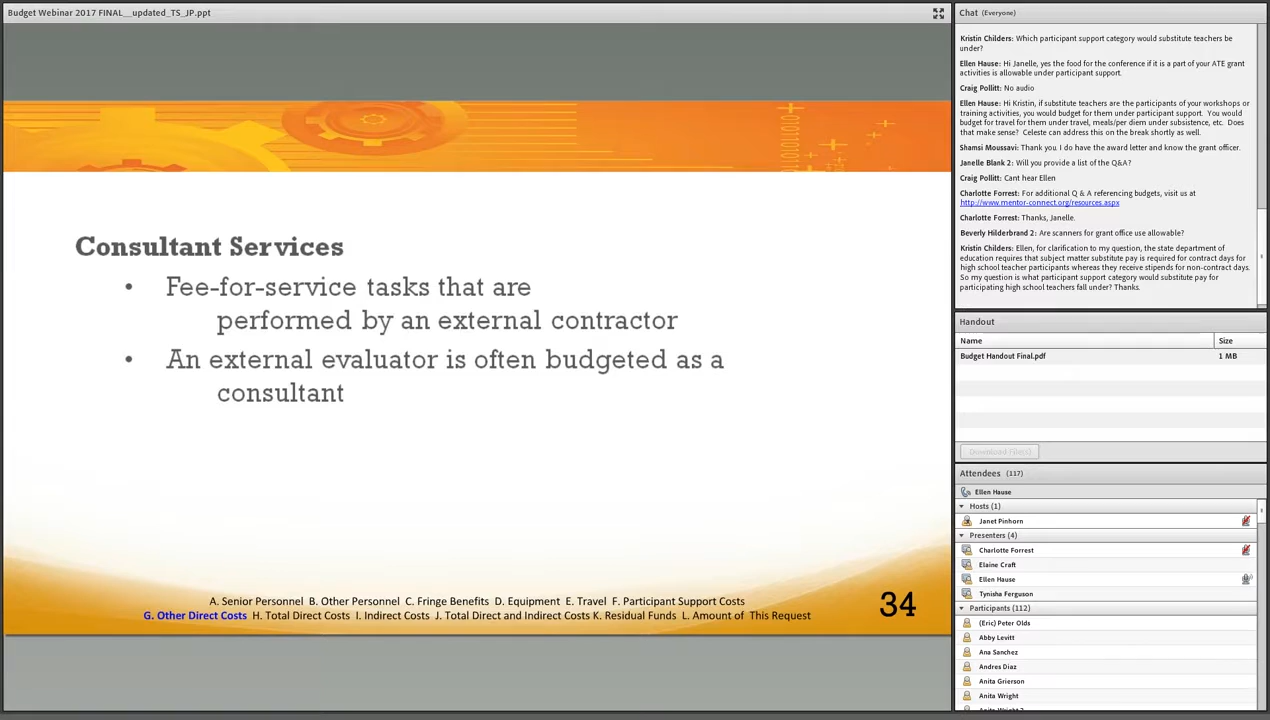 Budget Webinar 2017 FINAL__updated_TS_JP.ppt
Consultant Services
• Fee-for-service tasks that are
performed by an external contractor
• An external evaluator is often budgeted as a
consultant
A. Senior Personnel B. Other Personnel C. Fringe Benefits D. Equipment E. Travel F. Participant Support Costs
G. Other Direct Costs H. Total Direct Costs I. Indirect Costs J. Total Direct and Indirect Costs K. Residual Funds L. Amount of This Request
34
Chat (Everyone)
Kristin Childers: Which participant support category would substitute teachers be
under?
Ellen Hause: Hi Janelle, yes the food for the conference if it is a part of your ATE grant
activities is allowable under participant support.
Craig Pollitt: No audio
Ellen Hause: Hi Kristin, if substitute teachers are the participants of your workshops or
training activities, you would budget for them under participant support. You would
budget for travel for them under travel, meals/per diem under subsistence, etc. Does
that make sense? Celeste can address this on the break shortly as well.
Shamsi Moussavi: Thank you. I do have the award letter and know the grant officer.
Janelle Blank 2: Will you provide a list of the Q&A?
Craig Pollitt: Cant hear Ellen
Charlotte Forrest: For additional Q & A referencing budgets, visit us at
http://www.mentor-connect.org/resources.aspx
Charlotte Forrest: Thanks, Janelle.
Beverly Hilderbrand 2: Are scanners for grant office use allowable?
Kristin Childers: Ellen, for clarification to my question, the state department of
education requires that subject matter substitute pay is required for contract days for
high school teacher participants whereas they receive stipends for non-contract days.
So my question is what participant support category would substitute pay for
participating high school teachers fall under? Thanks.
Handout
Name Size
Budget Handout Final.pdf 1 MB
Download File(s)
Attendees (117)
Ellen Hause
Hosts (1)
Janet Pinhorn
Presenters (4)
Charlotte Forrest
Elaine Craft
Ellen Hause
Tynisha Ferguson
Participants (112)
(Eric) Peter Olds
Abby Levitt
Ana Sanchez
Andres Diaz
Anita Grierson
Anita Wright